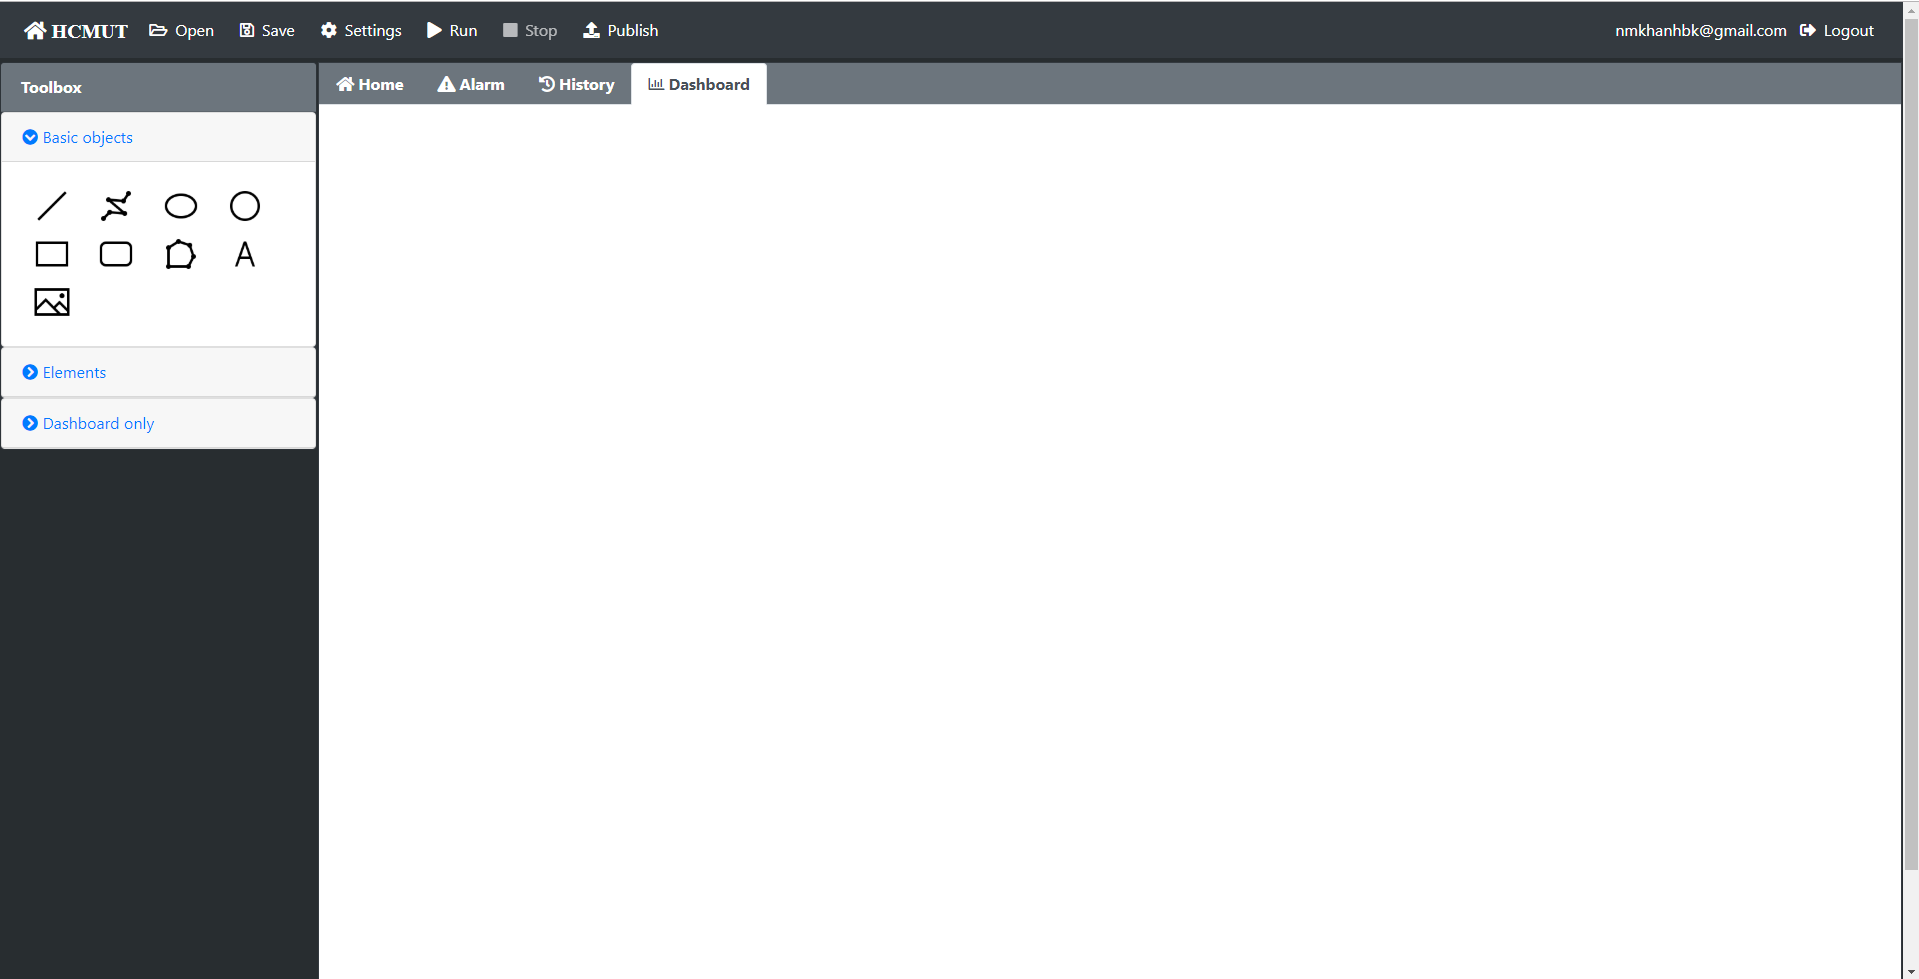 HCMUT Open Save Settings Run Stop Publish nmkhanhbk@gmail.com Logout
Toolbox
Home Alarm History Dashboard
Basic objects
A
Elements
Dashboard only